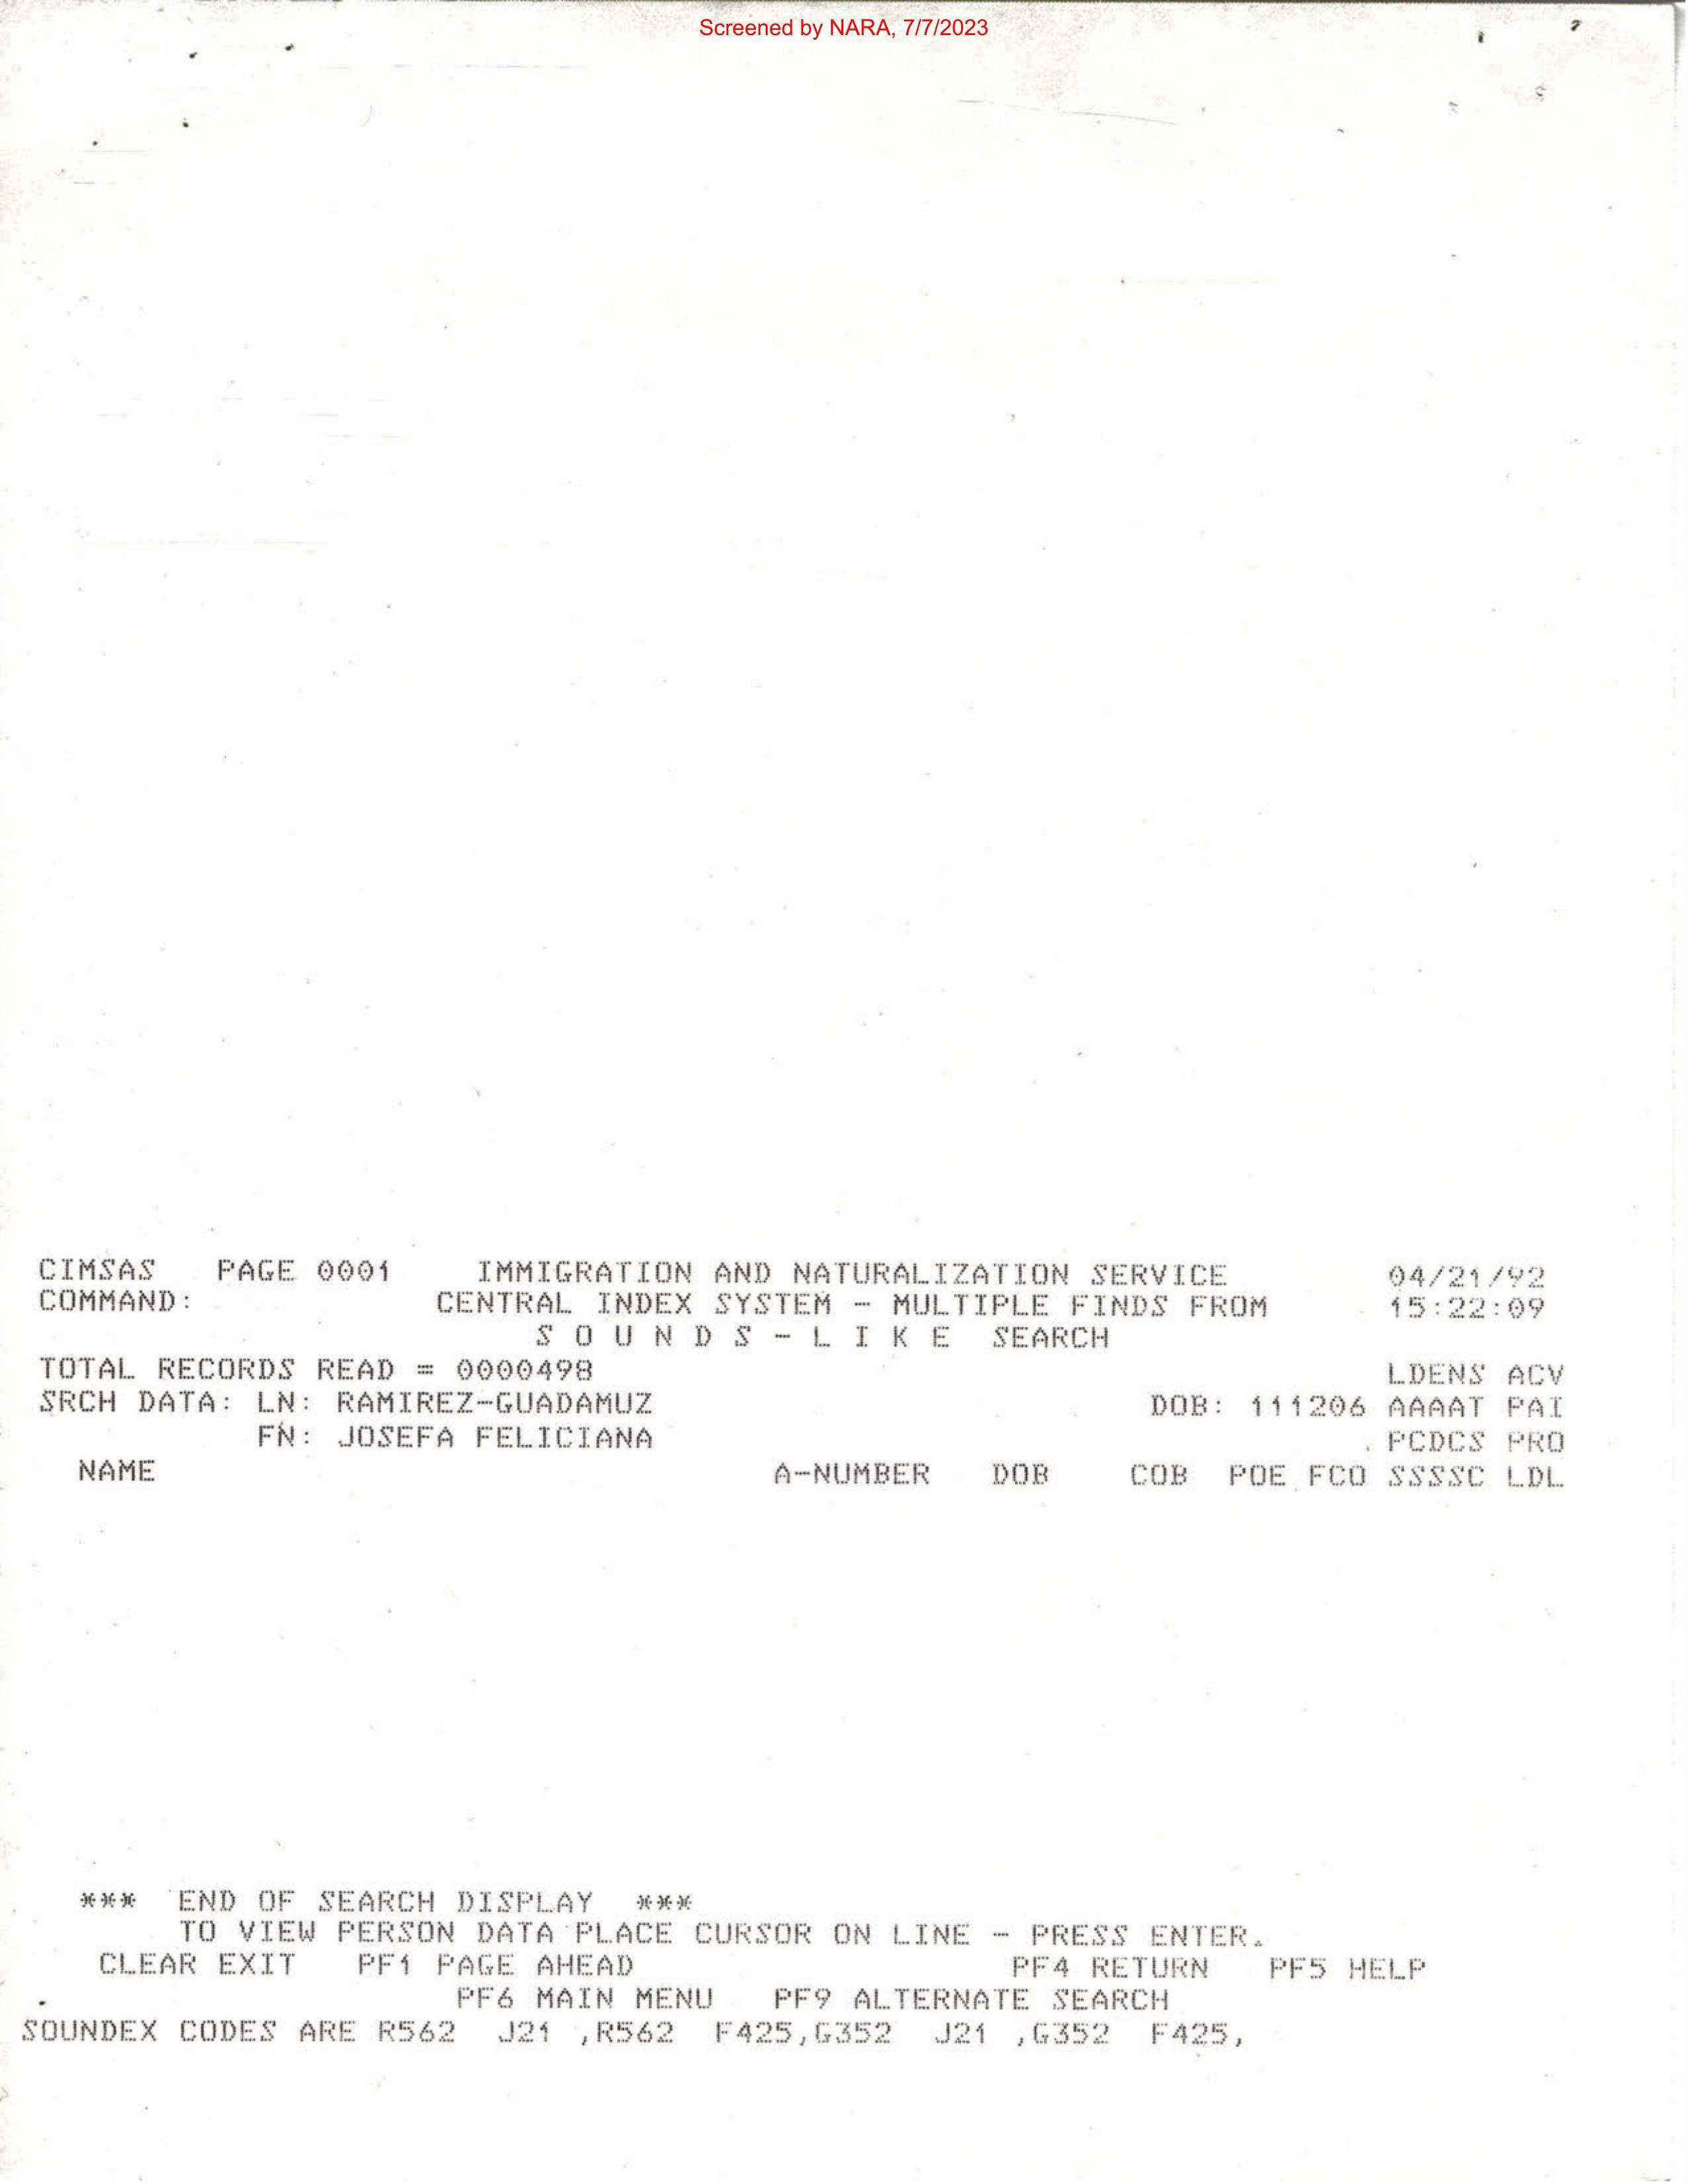 Screened by NARA, 7/7/2023
CIMSAS PAGE 0001 IMMIGRATION AND NATURALIZATION SERVICE 04/21/92
COMMAND: CENTRAL INDEX SYSTEM - MULTIPLE FINDS FROM 15:22:09
S O U N D S - L I K E SEARCH
TOTAL RECORDS READ = 0000498 LDENS ACV
SRCH DATA: LN: RAMIREZ-GUADAMUZ DOB: 111206 AAAAT PAI
FN: JOSEFA FELICIANA PCDCS PRO
NAME A-NUMBER DOB COB POE FCO SSSSC LDL
*** END OF SEARCH DISPLAY ***
TO VIEW PERSON DATA PLACE CURSOR ON LINE - PRESS ENTER.
CLEAR EXIT PF1 PAGE AHEAD PF4 RETURN PF5 HELP
PF6 MAIN MENU PF9 ALTERNATE SEARCH
SOUNDEX CODES ARE R562 J21 ,R562 F425,G352 J21 ,G352 F425,